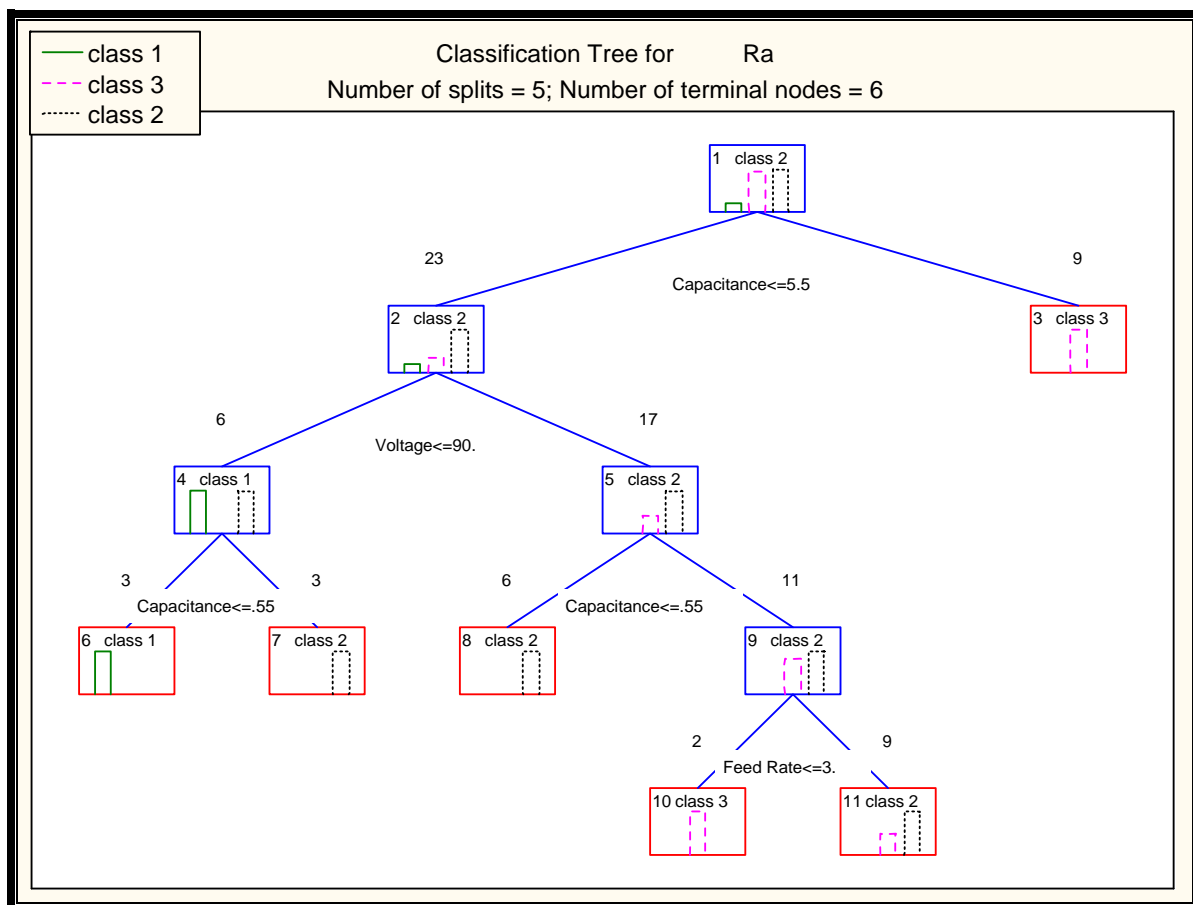 class 1
class 3
class 2
Classification Tree for Ra
Number of splits = 5; Number of terminal nodes = 6
1 class 2
23
9
Capacitance<=5.5
2 class 2
3 class 3
6
17
Voltage<=90.
4 class 1
5 class 2
3
3
6
11
Capacitance<=.55
Capacitance<=.55
6 class 1
7 class 2
8 class 2
9 class 2
2
9
Feed Rate<=3.
10 class 3
11 class 2